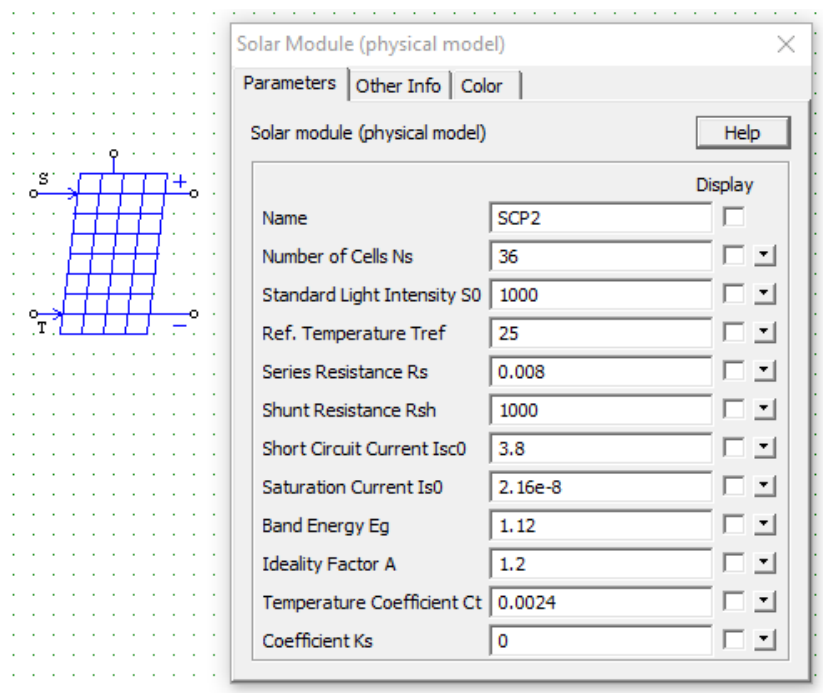 Solar Module (physical model)
Parameters Other Info Color
Solar module (physical model) Help
Display
Name SCP2
Number of Cells Ns 36
Standard Light Intensity S0 1000
Ref. Temperature Tref 25
Series Resistance Rs 0.008
Shunt Resistance Rsh 1000
Short Circuit Current Isc0 3.8
Saturation Current Is0 2.16e-8
Band Energy Eg 1.12
Ideality Factor A 1.2
Temperature Coefficient Ct 0.0024
Coefficient Ks 0
S +
T −